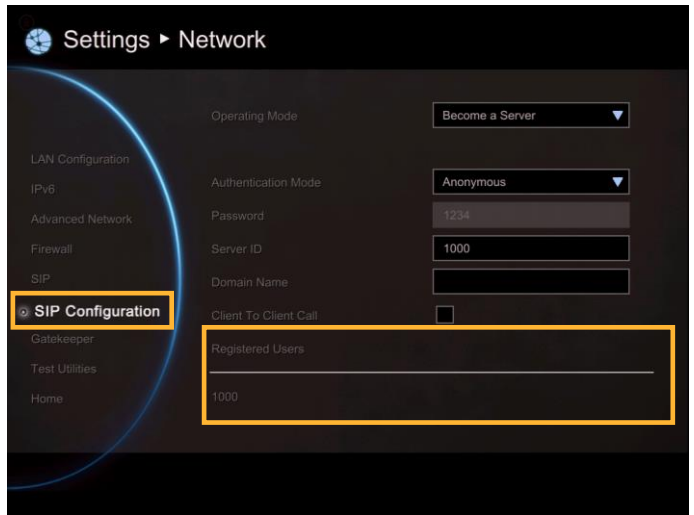 Settings ▸ Network
Operating Mode
Become a Server
LAN Configuration
IPv6
Advanced Network
Firewall
SIP
SIP Configuration
Gatekeeper
Test Utilities
Home
Authentication Mode
Anonymous
Password
1234
Server ID
1000
Domain Name
Client To Client Call
Registered Users
1000